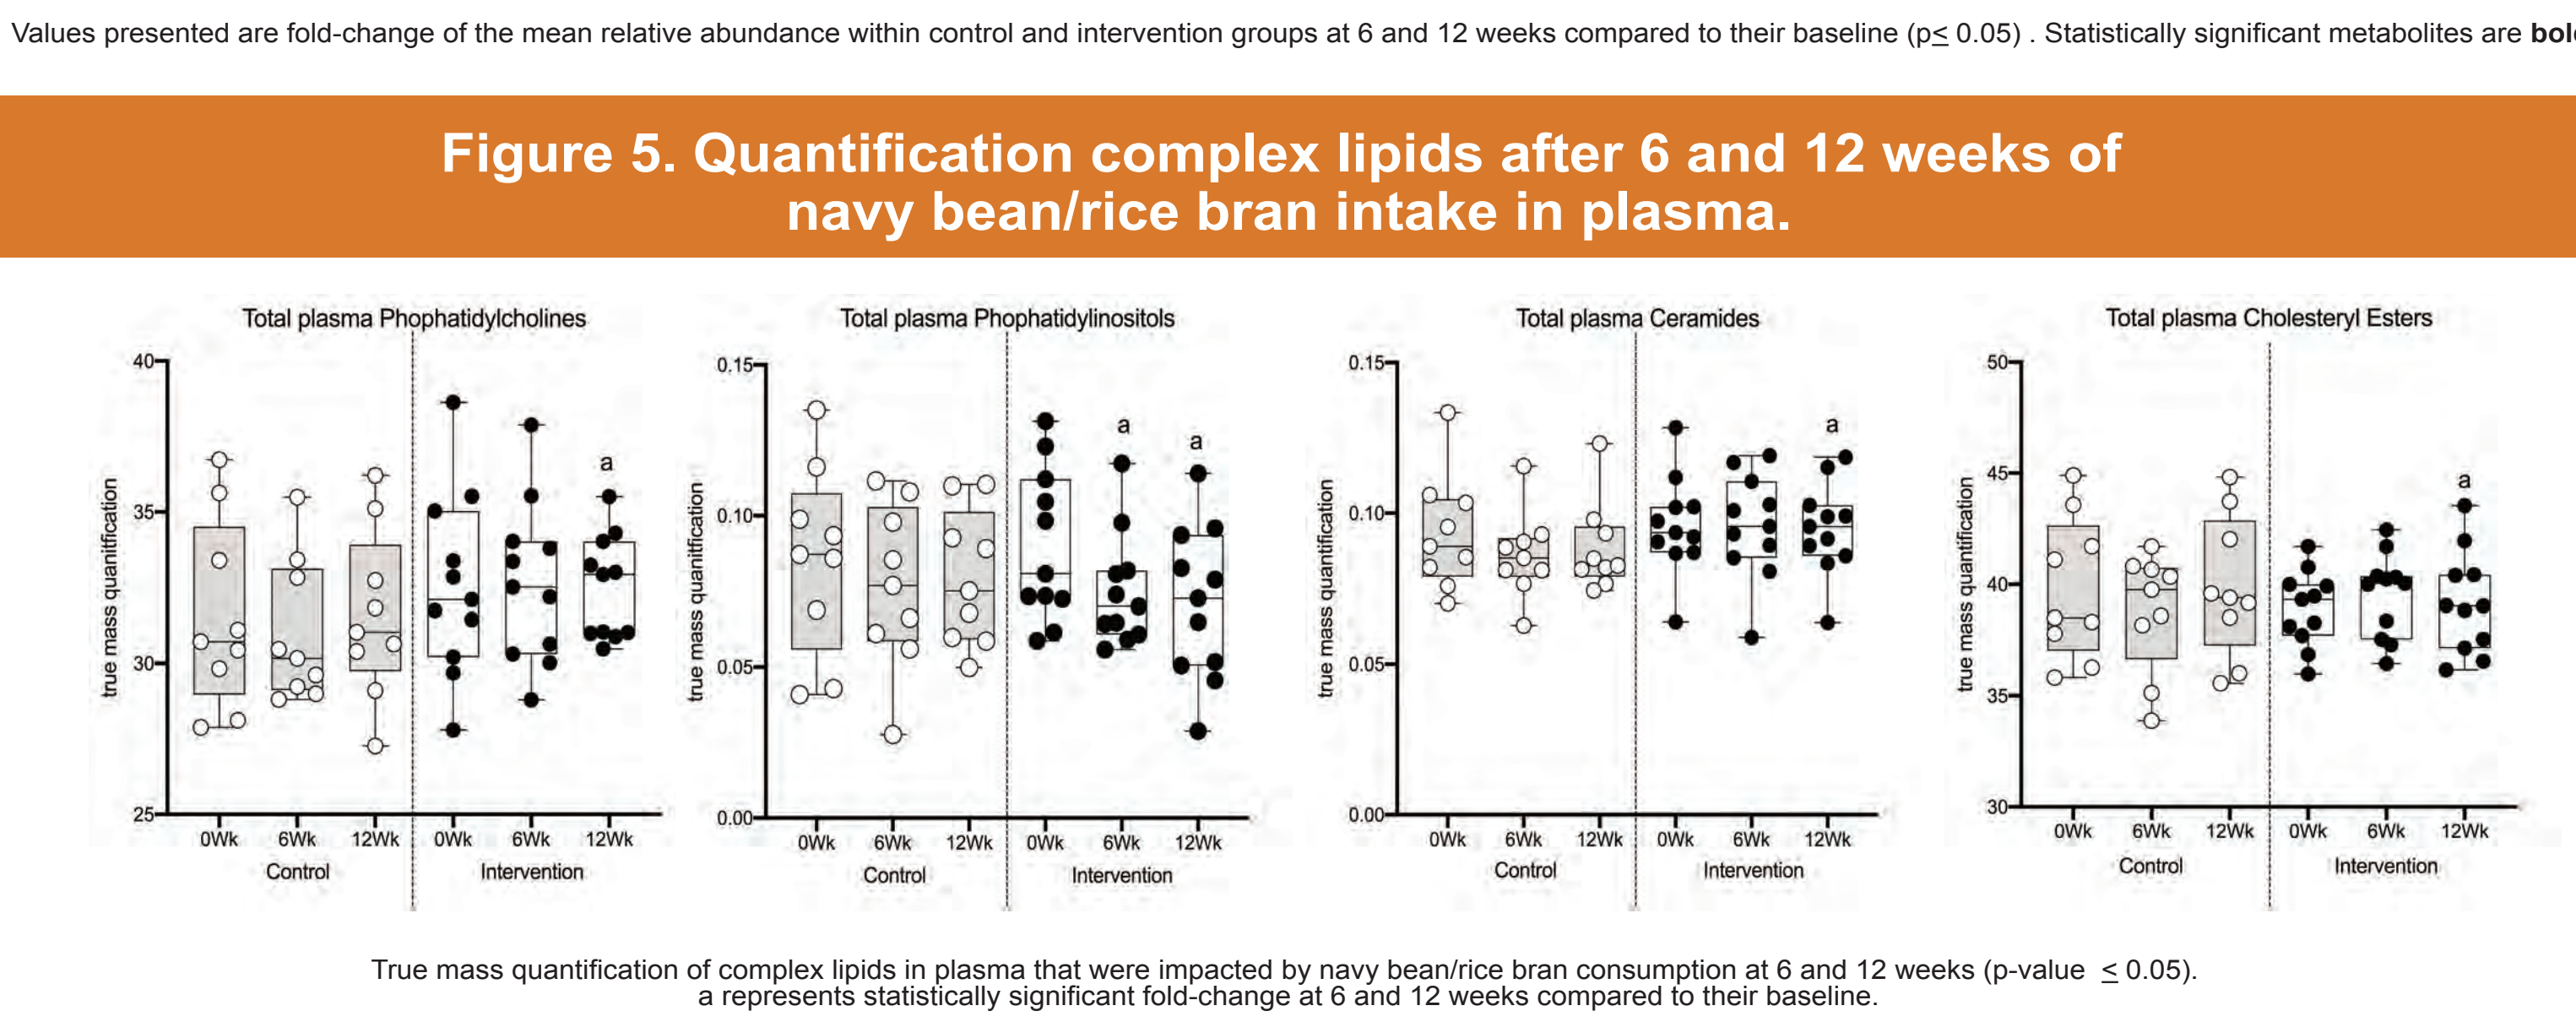 Values presented are fold-change of the mean relative abundance within control and intervention groups at 6 and 12 weeks compared to their baseline (p≤ 0.05) . Statistically significant metabolites are
Figure 5. Quantification complex lipids after 6 and 12 weeks of
navy bean/rice bran intake in plasma.
Total plasma Phophatidylcholines
true mass quanitfication
40
35
30
25
a
0Wk 6Wk 12Wk 0Wk 6Wk 12Wk
Control Intervention
Total plasma Phophatidylinositols
true mass quanitfication
0.15
0.10
0.05
0.00
a a
0Wk 6Wk 12Wk 0Wk 6Wk 12Wk
Control Intervention
Total plasma Ceramides
true mass quantification
0.15
0.10
0.05
0.00
a
0Wk 6Wk 12Wk 0Wk 6Wk 12Wk
Control Intervention
Total plasma Cholesteryl Esters
true mass quantification
50
45
40
35
30
a
0Wk 6Wk 12Wk 0Wk 6Wk 12Wk
Control Intervention
True mass quantification of complex lipids in plasma that were impacted by navy bean/rice bran consumption at 6 and 12 weeks (p-value ≤ 0.05).
a represents statistically significant fold-change at 6 and 12 weeks compared to their baseline.